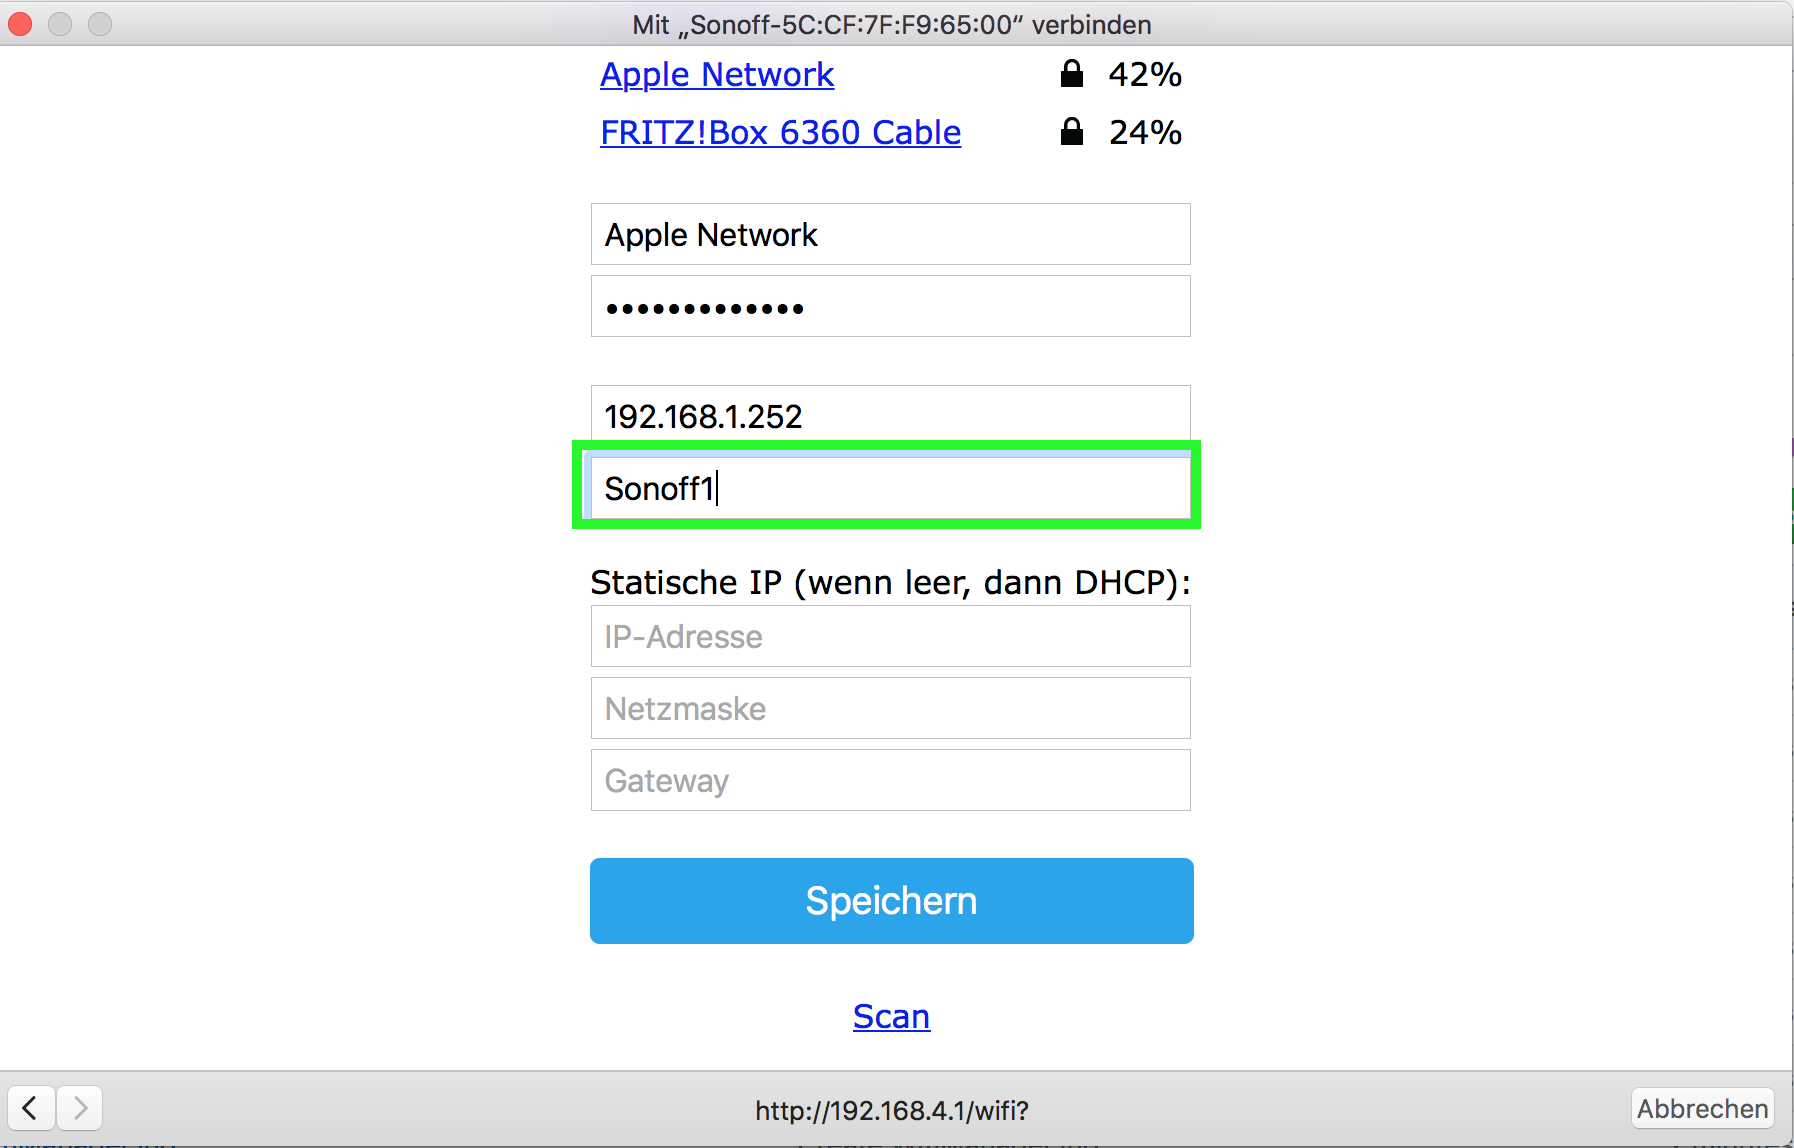 Mit „Sonoff-5C:CF:7F:F9:65:00“ verbinden
Apple Network 42%
FRITZ!Box 6360 Cable 24%
Apple Network
•••••••••••••
192.168.1.252
Sonoff1
Statische IP (wenn leer, dann DHCP):
IP-Adresse
Netzmaske
Gateway
Speichern
Scan
http://192.168.4.1/wifi?
Abbrechen